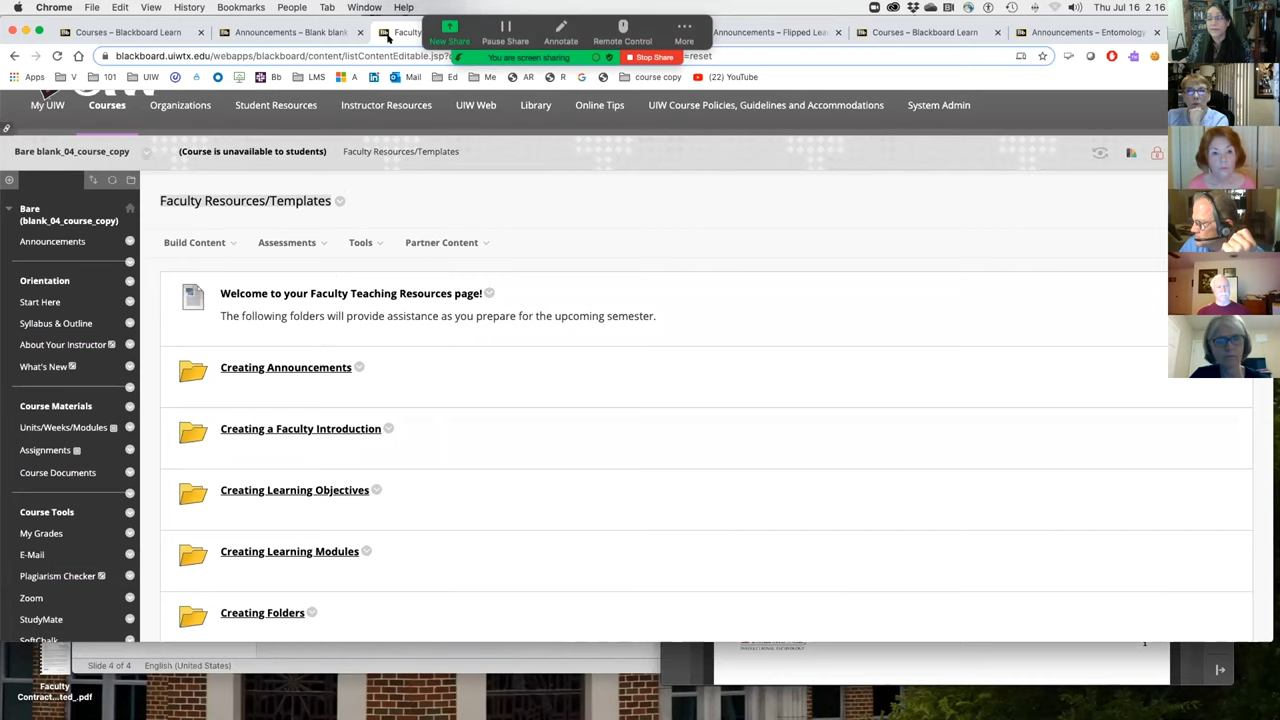 Chrome File Edit View History Bookmarks People Tab Window Help
Thu Jul 16 2 16
Courses – Blackboard Learn × Announcements – Blank blank × Faculty Announcements – Flipped Le × Courses – Blackboard Learn × Announcements – Entomology
New Share Pause Share Annotate Remote Control More
You are screen sharing Stop Share
blackboard.uiwtx.edu/webapps/blackboard/content/listContentEditable.jsp? =reset
Apps V 101 UIW Bb LMS A Mail Ed Me AR R G course copy (22) YouTube
My UIW Courses Organizations Student Resources Instructor Resources UIW Web Library Online Tips UIW Course Policies, Guidelines and Accommodations System Admin
Bare blank_04_course_copy (Course is unavailable to students) Faculty Resources/Templates
Bare
(blank_04_course_copy)
Announcements
Orientation
Start Here
Syllabus & Outline
About Your Instructor
What's New
Course Materials
Units/Weeks/Modules
Assignments
Course Documents
Course Tools
My Grades
E-Mail
Plagiarism Checker
Zoom
StudyMate
SoftChalk
Faculty Resources/Templates
Build Content Assessments Tools Partner Content
Welcome to your Faculty Teaching Resources page!
The following folders will provide assistance as you prepare for the upcoming semester.
Creating Announcements
Creating a Faculty Introduction
Creating Learning Objectives
Creating Learning Modules
Creating Folders
Slide 4 of 4 English (United States)
1
Faculty
Contract...ted_.pdf